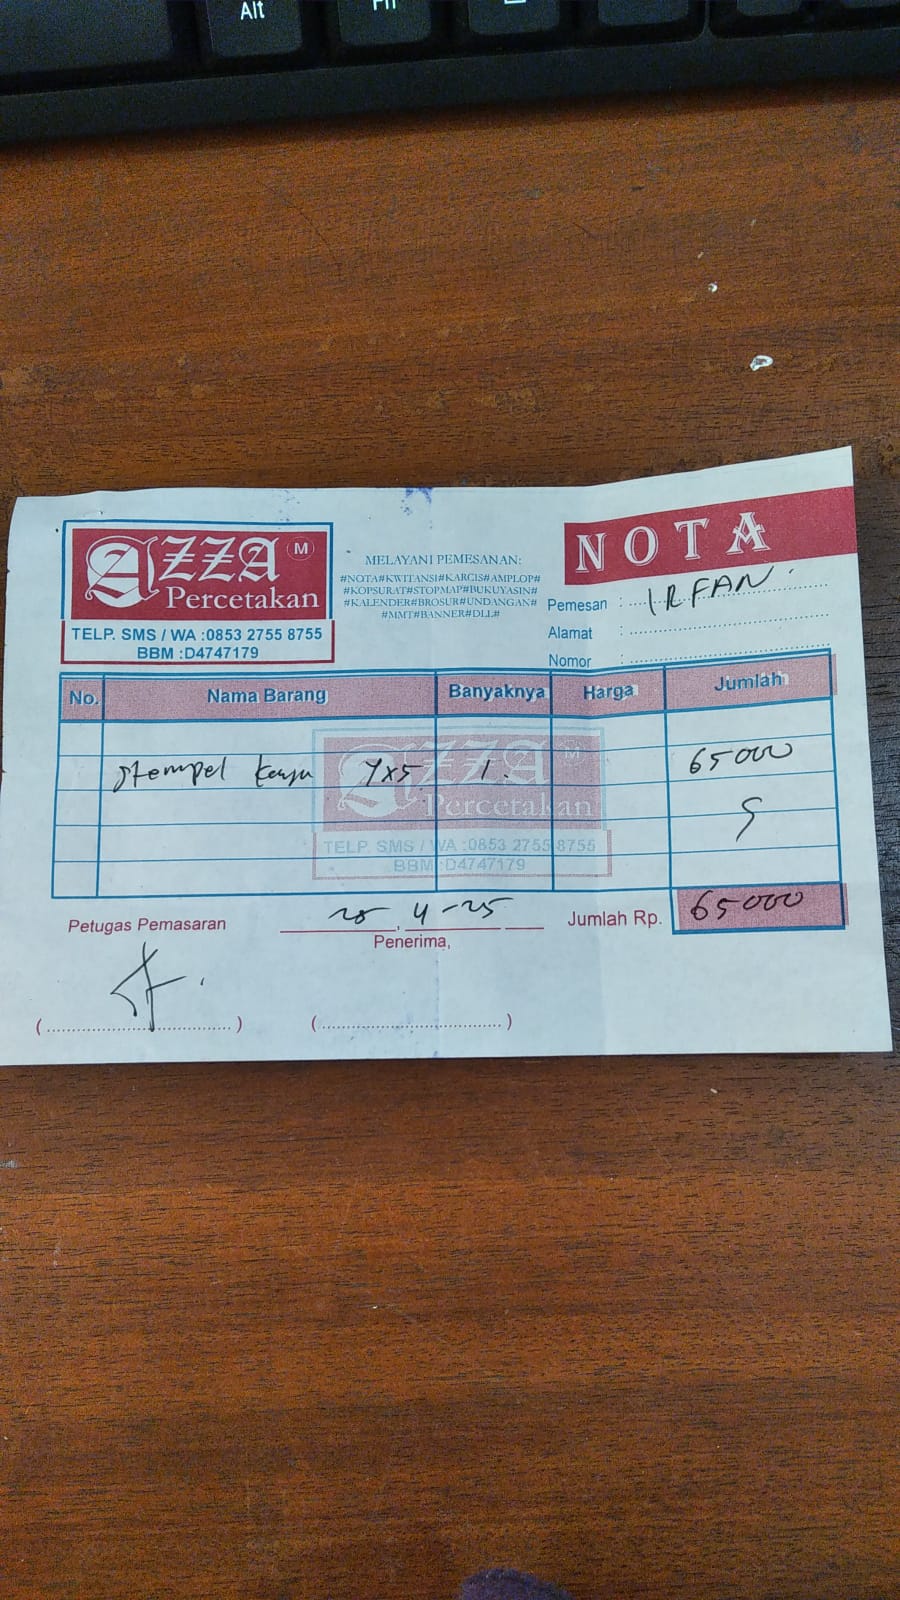 Alt
Fn
AZZA M
Percetakan
TELP. SMS / WA :0853 2755 8755
BBM :D4747179
MELAYANI PEMESANAN:
#NOTA#KWITANSI#KARCIS#AMPLOP#
#KOPSURAT#STOPMAP#BUKUYASIN#
#KALENDER#BROSUR#UNDANGAN#
#MMT#BANNER#DLL#
NOTA
Pemesan : IRFAN.
Alamat :
Nomor :
No. Nama Barang Banyaknya Harga Jumlah
Stempel kayu 7x5 1. 65000
AZZA M
Percetakan
TELP. SMS / WA :0853 2755 8755
BBM :D4747179
Petugas Pemasaran
4-25
Penerima,
Jumlah Rp. 65000
(..............................)
(..............................)